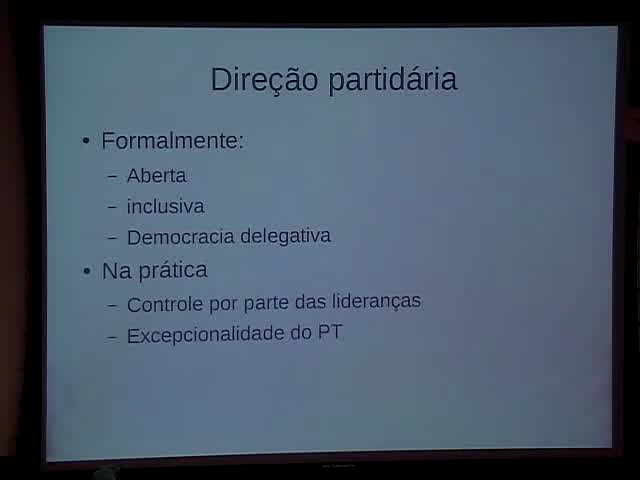 Direção partidária
• Formalmente:
– Aberta
– inclusiva
– Democracia delegativa
• Na prática
– Controle por parte das lideranças
– Excepcionalidade do PT